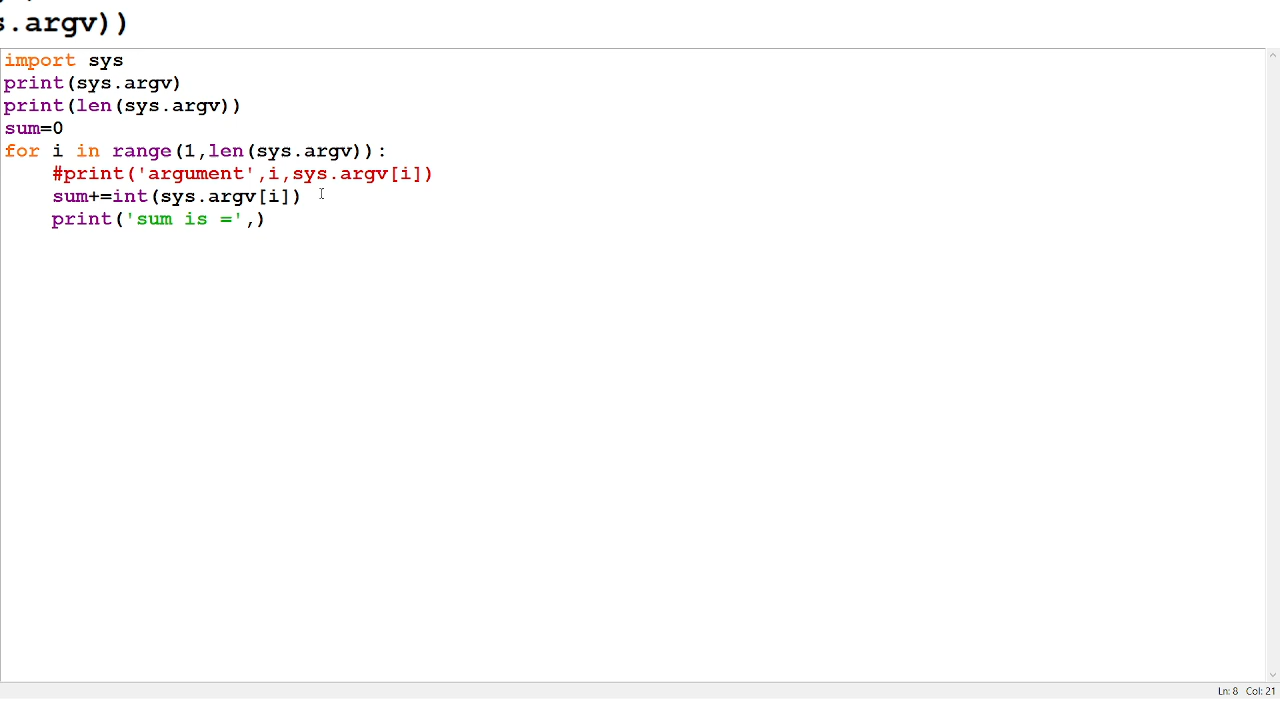 s.argv))
import sys
print(sys.argv)
print(len(sys.argv))
sum=0
for i in range(1,len(sys.argv)):
    #print('argument',i,sys.argv[i])
    sum+=int(sys.argv[i])
    print('sum is =',)
Ln: 8 Col: 21